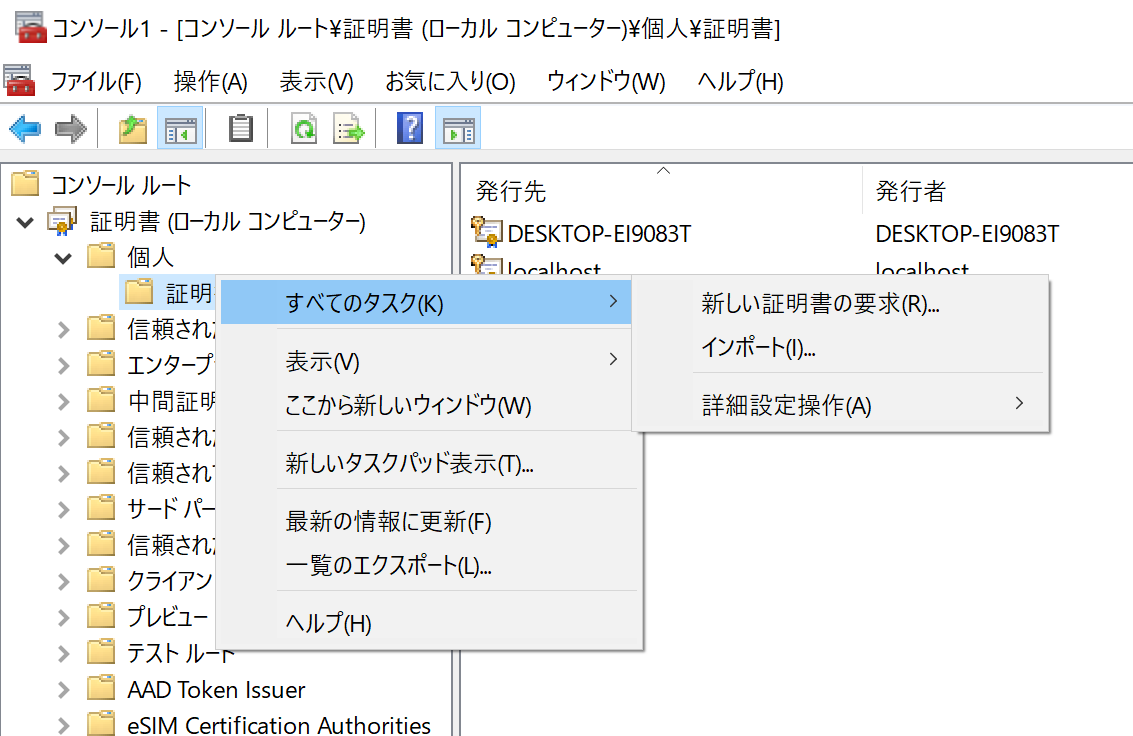 コンソール1 - [コンソール ルート¥証明書 (ローカル コンピューター)¥個人¥証明書]
ファイル(F) 操作(A) 表示(V) お気に入り(O) ウィンドウ(W) ヘルプ(H)
コンソール ルート
証明書 (ローカル コンピューター)
個人
証明
信頼され
エンタープ
中間証明
信頼され
信頼され
サード パー
信頼され
クライアン
プレビュー
テスト ルート
AAD Token Issuer
eSIM Certification Authorities
発行先 発行者
DESKTOP-EI9083T DESKTOP-EI9083T
localhost localhost
すべてのタスク(K)
表示(V)
ここから新しいウィンドウ(W)
新しいタスクパッド表示(T)...
最新の情報に更新(F)
一覧のエクスポート(L)...
ヘルプ(H)
新しい証明書の要求(R)...
インポート(I)...
詳細設定操作(A)